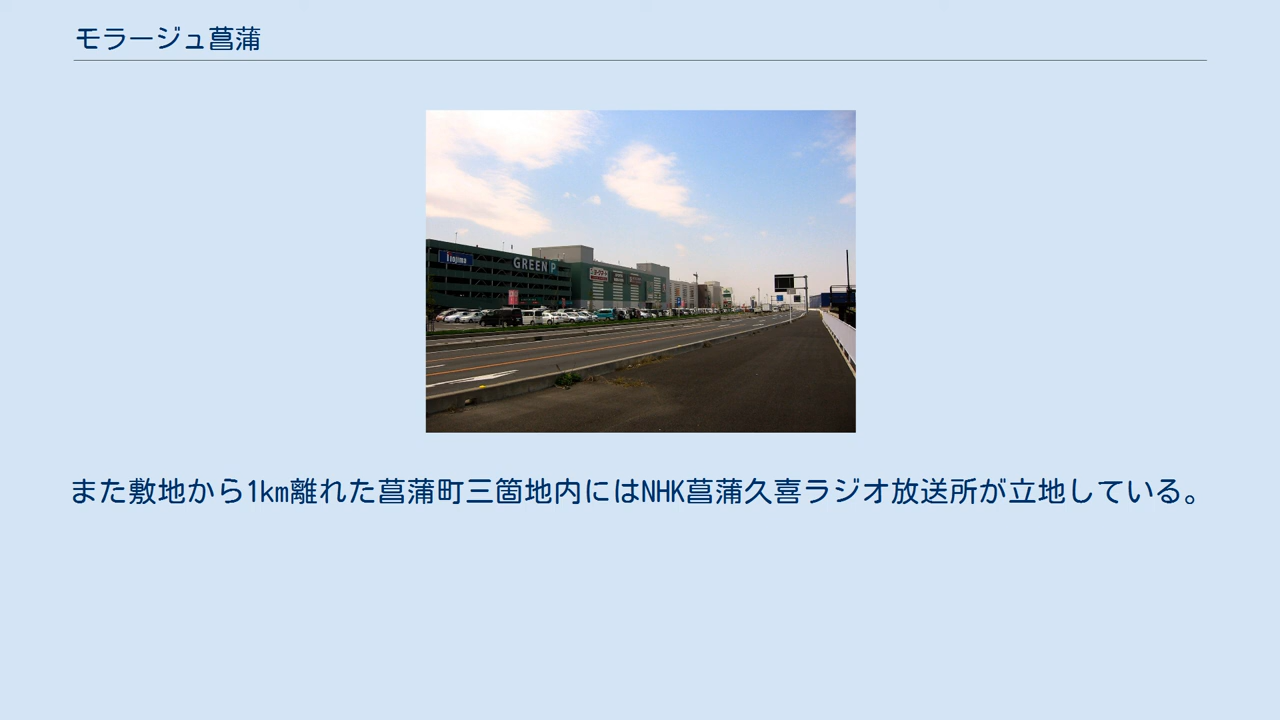 モラージュ菖蒲
nojima
GREEN P
また敷地から1km離れた菖蒲町三箇地内にはNHK菖蒲久喜ラジオ放送所が立地している。